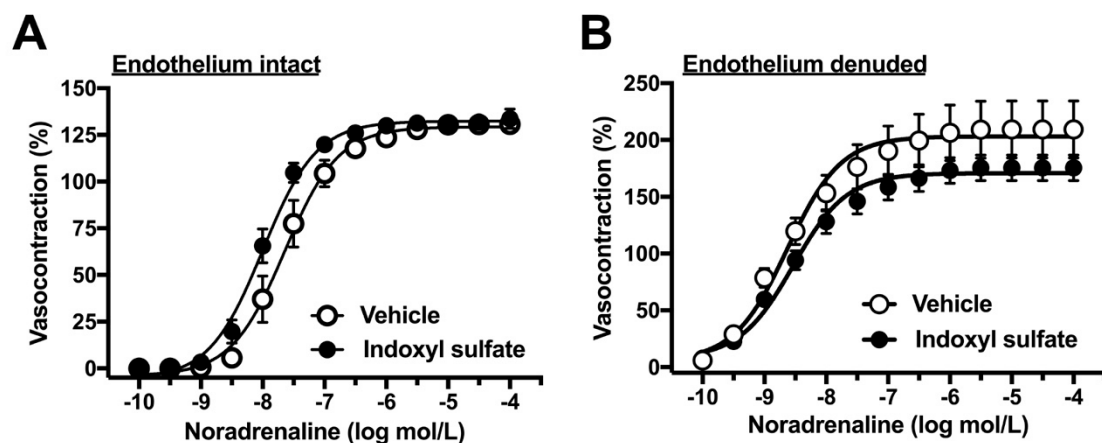 A
Endothelium intact
150
125
100
75
50
25
0
Vasocontraction (%)
Vehicle
Indoxyl sulfate
-10 -9 -8 -7 -6 -5 -4
Noradrenaline (log mol/L)
B
Endothelium denuded
250
200
150
100
50
0
Vasocontraction (%)
Vehicle
Indoxyl sulfate
-10 -9 -8 -7 -6 -5 -4
Noradrenaline (log mol/L)